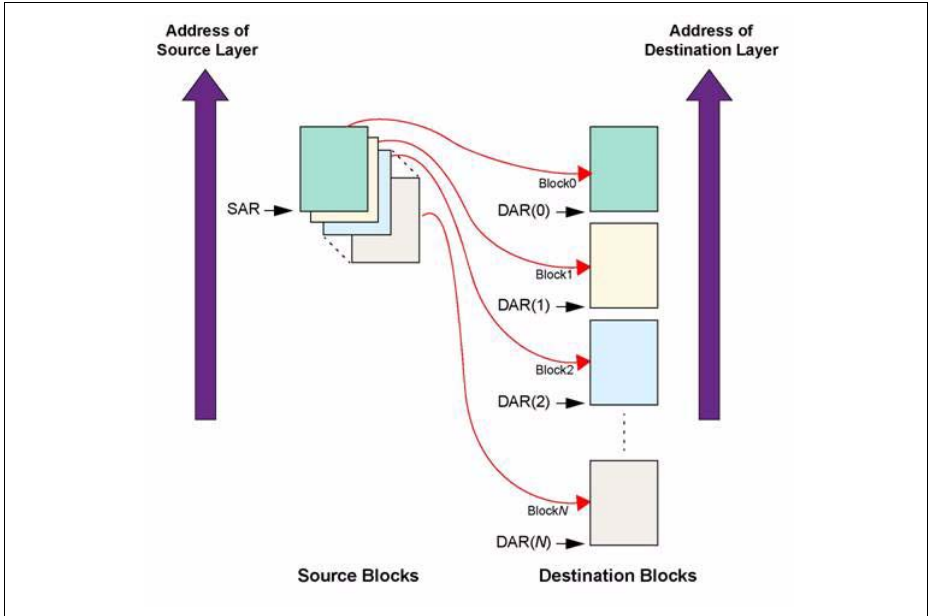 Address of
Source Layer
Address of
Destination Layer
Block0
SAR
DAR(0)
Block1
DAR(1)
Block2
DAR(2)
BlockN
DAR(N)
Source Blocks
Destination Blocks